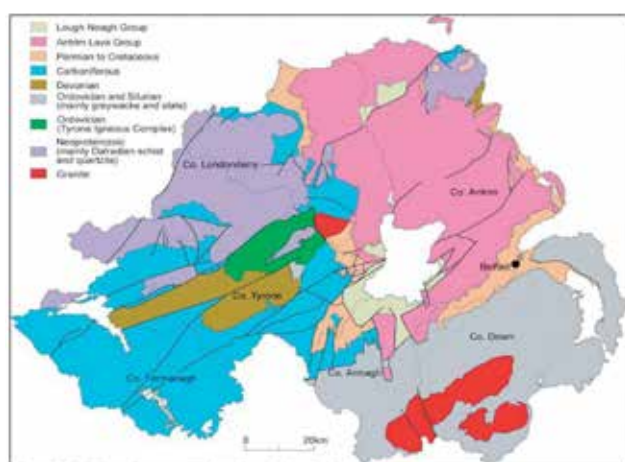 Lough Neagh Group
Antrim Lava Group
Permian to Cretaceous
Carboniferous
Devonian
Ordovician and Silurian
(mainly greywacke and slate)
Ordovician
(Tyrone Igneous Complex)
Neoproterozoic
(mainly Dalradian schist
and quartzite)
Granite
Co. Londonderry
Co. Antrim
Belfast
Co. Tyrone
Co. Down
Co. Fermanagh
Co. Armagh
0
20km